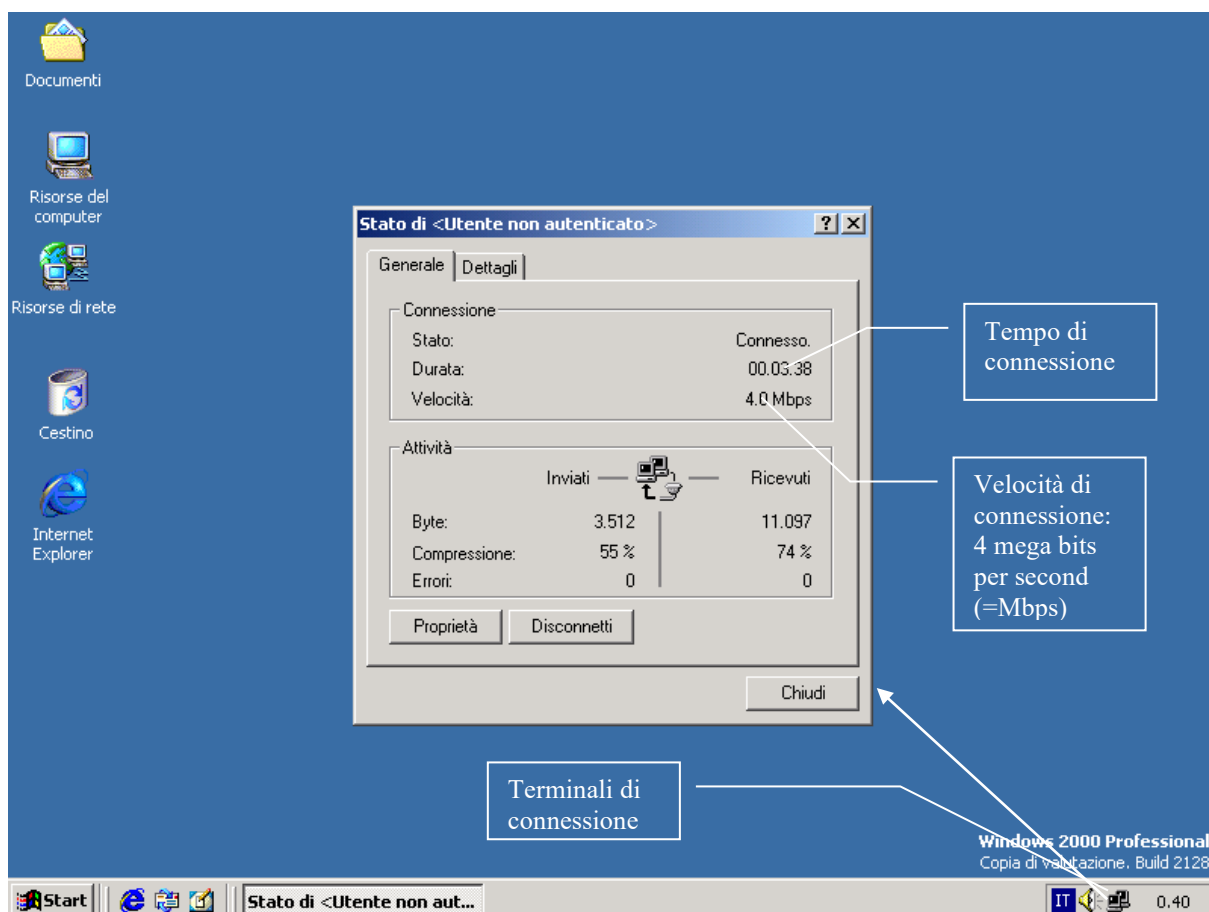 Documenti
Risorse del
computer
Risorse di rete
Cestino
Internet
Explorer
Stato di <Utente non autenticato>
Generale
Dettagli
Connessione
Stato: Connesso.
Durata: 00.03.38
Velocità: 4.0 Mbps
Attività
Inviati Ricevuti
Byte: 3.512 11.097
Compressione: 55 % 74 %
Errori: 0 0
Proprietà
Disconnetti
Chiudi
Tempo di
connessione
Velocità di
connessione:
4 mega bits
per second
(=Mbps)
Terminali di
connessione
Windows 2000 Professional
Copia di valutazione. Build 2128
Start
Stato di <Utente non aut...
IT
0.40